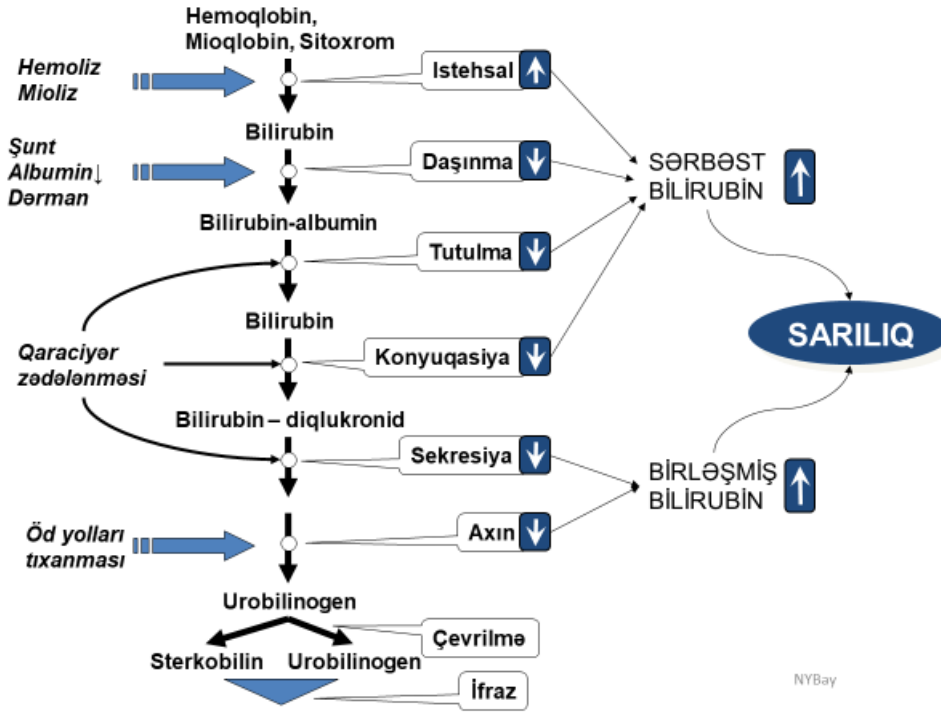 Hemoqlobin,
Mioqlobin, Sitoxrom
Hemoliz
Mioliz
Istehsal
Bilirubin
Şunt
Albumin↓
Dərman
Daşınma
SƏRBƏST
BİLİRUBİN
Bilirubin-albumin
Tutulma
Bilirubin
Qaraciyər
zədələnməsi
Konyuqasiya
SARILIQ
Bilirubin – diqlukronid
Sekresiya
BİRLƏŞMİŞ
BİLİRUBİN
Öd yolları
tıxanması
Axın
Urobilinogen
Çevrilmə
Sterkobilin
Urobilinogen
İfraz
NYBay